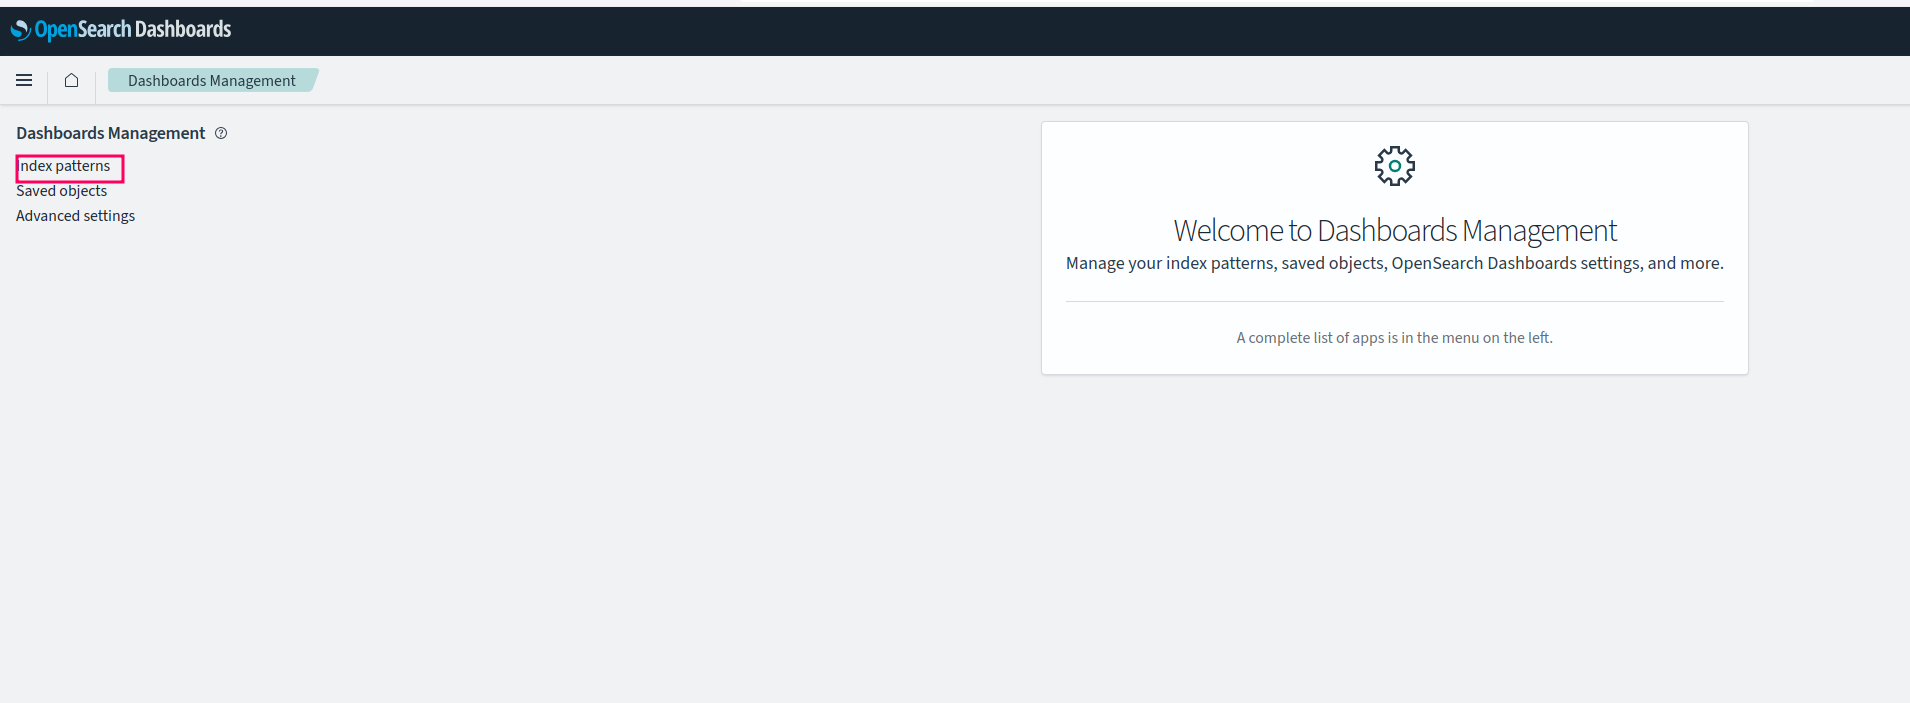 OpenSearch Dashboards
Dashboards Management
Dashboards Management
Index patterns
Saved objects
Advanced settings
Welcome to Dashboards Management
Manage your index patterns, saved objects, OpenSearch Dashboards settings, and more.
A complete list of apps is in the menu on the left.